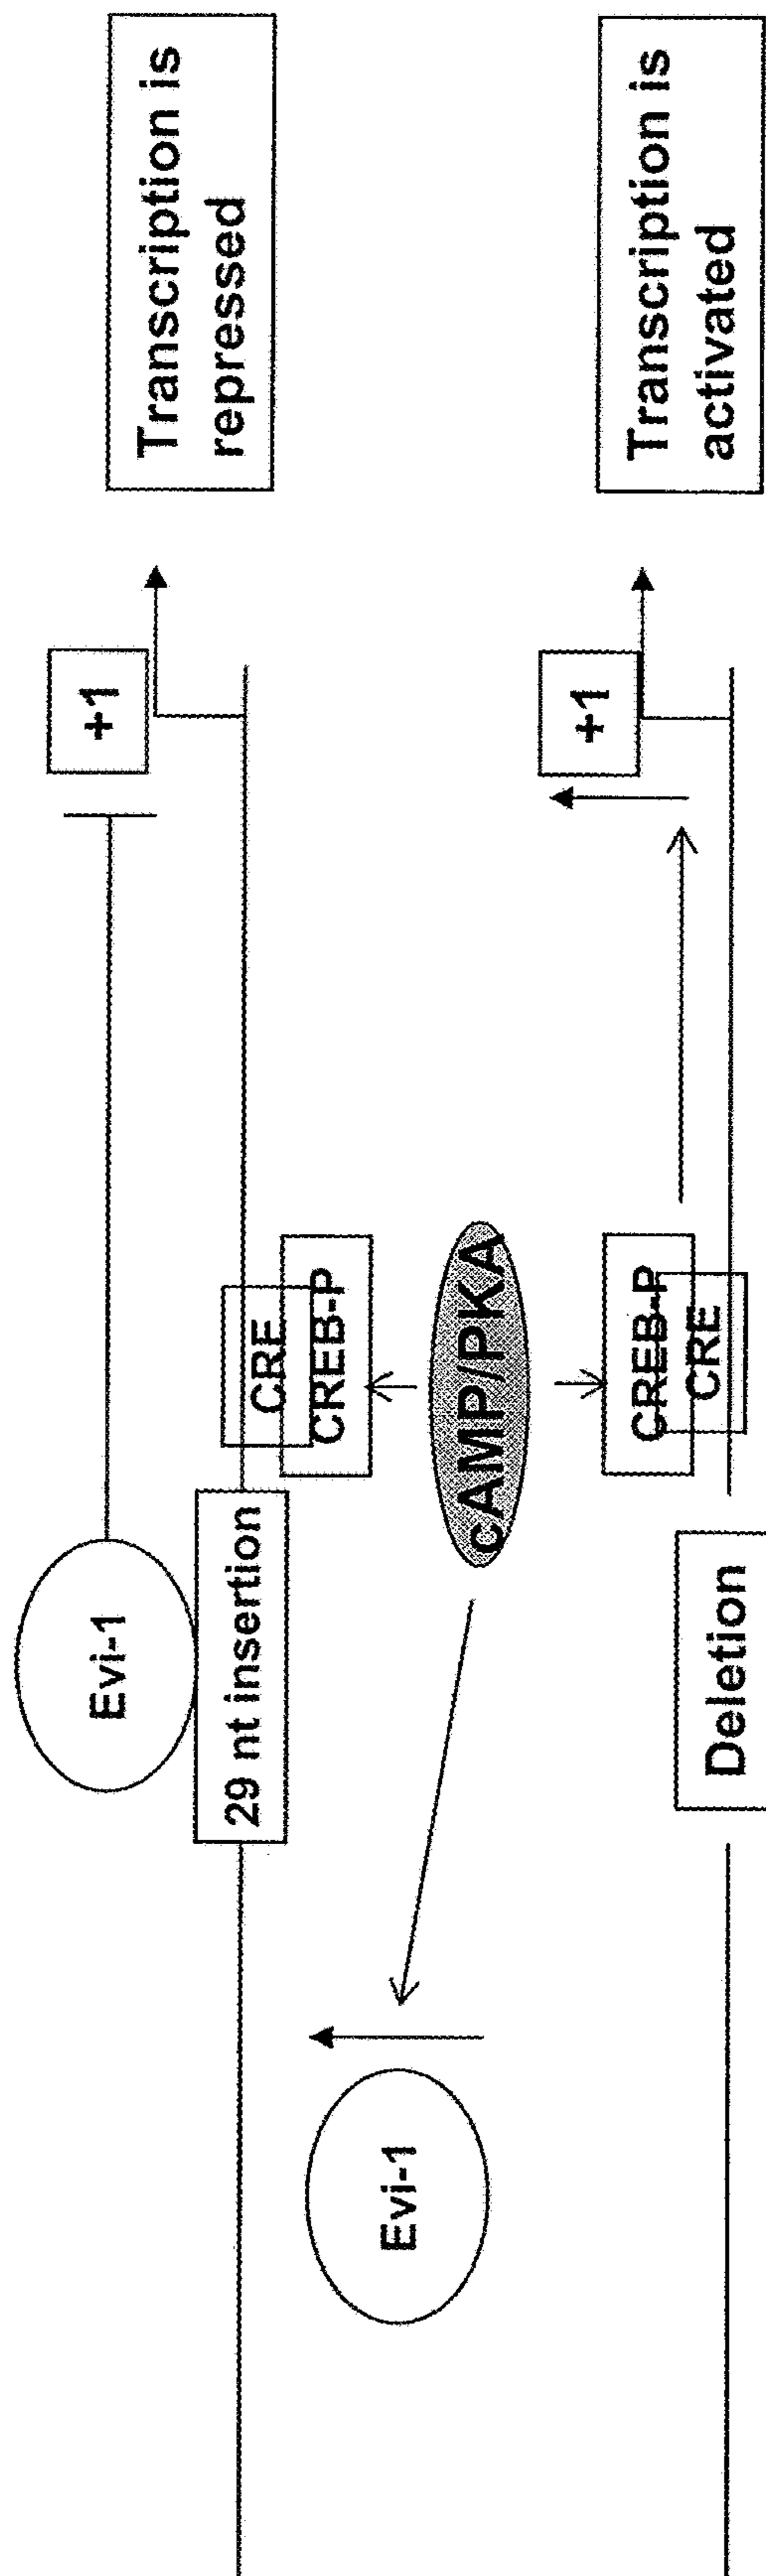 Evi-1
+1
Transcription is
repressed
29 nt insertion
CRE
CREB-P
Evi-1
cAMP/PKA
CREB-P
CRE
+1
Transcription is
activated
Deletion